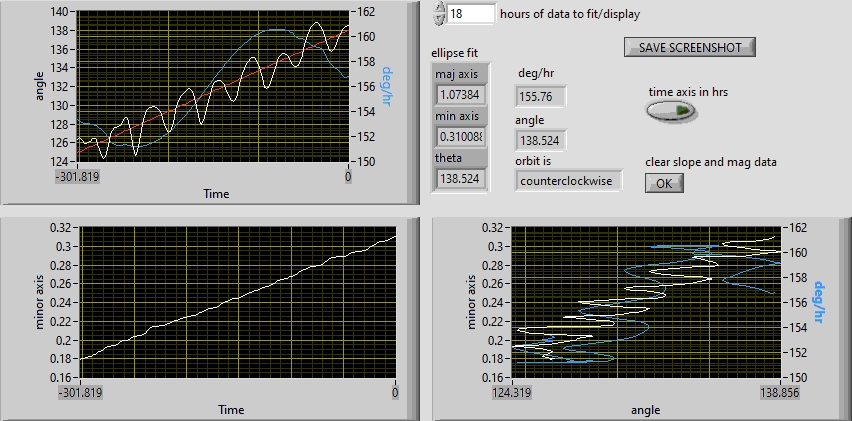 140
138
136
134
132
130
128
126
124
angle
162
160
158
156
154
152
150
deg/hr
-301.819
0
Time
18
hours of data to fit/display
SAVE SCREENSHOT
ellipse fit
maj axis
1.07384
min axis
0.310088
theta
138.524
deg/hr
155.76
angle
138.524
orbit is
counterclockwise
time axis in hrs
clear slope and mag data
OK
0.32
0.3
0.28
0.26
0.24
0.22
0.2
0.18
0.16
minor axis
-301.819
0
Time
0.32
0.3
0.28
0.26
0.24
0.22
0.2
0.18
0.16
minor axis
162
160
158
156
154
152
150
deg/hr
124.319
138.856
angle